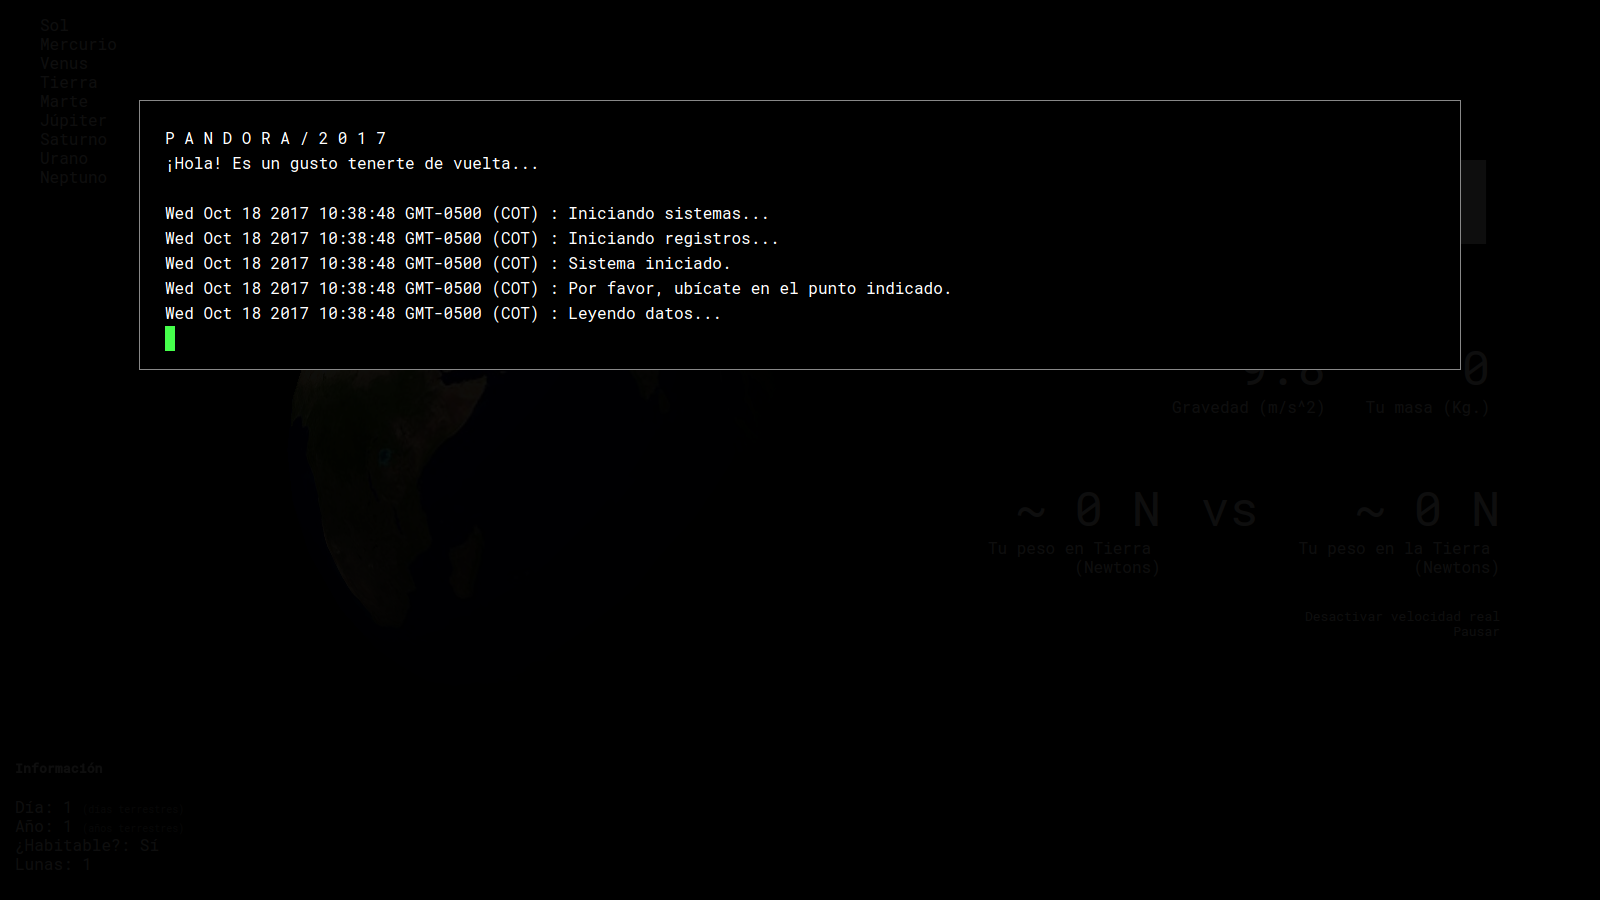 Sol
Mercurio
Venus
Tierra
Marte
Júpiter
Saturno
Urano
Neptuno
P A N D O R A / 2 0 1 7
¡Hola! Es un gusto tenerte de vuelta...
Wed Oct 18 2017 10:38:48 GMT-0500 (COT) : Iniciando sistemas...
Wed Oct 18 2017 10:38:48 GMT-0500 (COT) : Iniciando registros...
Wed Oct 18 2017 10:38:48 GMT-0500 (COT) : Sistema iniciado.
Wed Oct 18 2017 10:38:48 GMT-0500 (COT) : Por favor, ubícate en el punto indicado.
Wed Oct 18 2017 10:38:48 GMT-0500 (COT) : Leyendo datos...
9.8 0
Gravedad (m/s^2) Tu masa (Kg.)
~ 0 N vs ~ 0 N
Tu peso en Tierra Tu peso en la Tierra
(Newtons) (Newtons)
Desactivar velocidad real
Pausar
Información
Día: 1 (días terrestres)
Año: 1 (años terrestres)
¿Habitable?: Sí
Lunas: 1